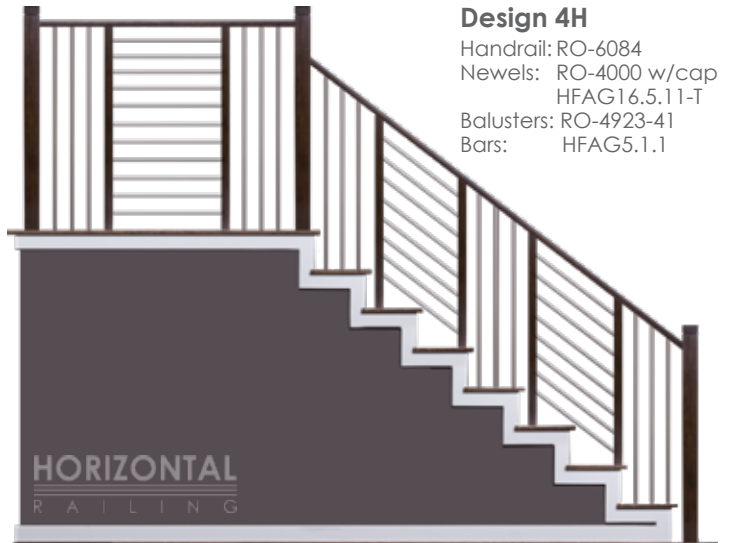 Design 4H
Handrail: RO-6084
Newels: RO-4000 w/cap
HFAG16.5.11-T
Balusters: RO-4923-41
Bars: HFAG5.1.1
HORIZONTAL
RAILING